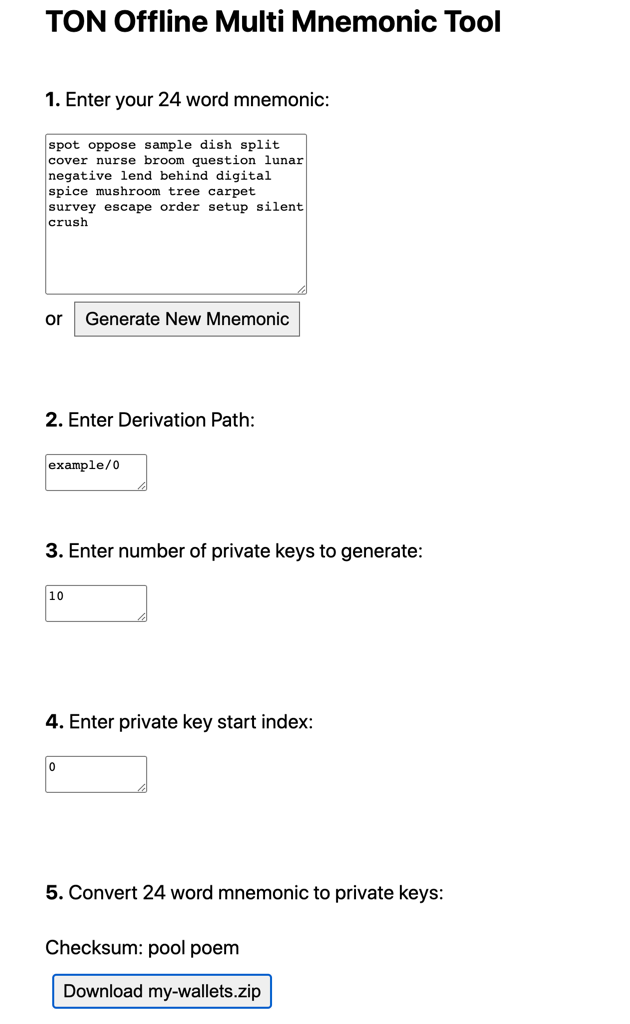 TON Offline Multi Mnemonic Tool
1. Enter your 24 word mnemonic:
spot oppose sample dish split
cover nurse broom question lunar
negative lend behind digital
spice mushroom tree carpet
survey escape order setup silent
crush
or Generate New Mnemonic
2. Enter Derivation Path:
example/0
3. Enter number of private keys to generate:
10
4. Enter private key start index:
0
5. Convert 24 word mnemonic to private keys:
Checksum: pool poem
Download my-wallets.zip